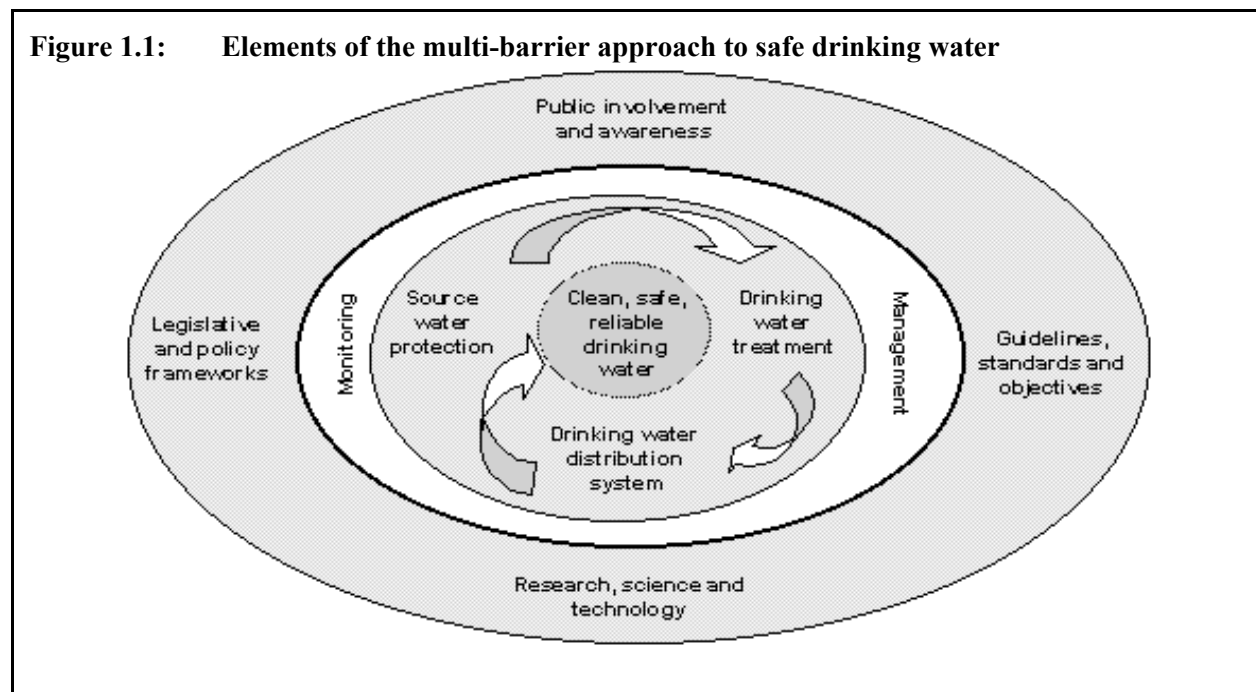 Figure 1.1: Elements of the multi-barrier approach to safe drinking water
Public involvement
and awareness
Legislative
and policy
frameworks
Monitoring
Source
water
protection
Clean, safe,
reliable
drinking
water
Drinking
water
treatment
Management
Guidelines,
standards and
objectives
Drinking water
distribution
system
Research, science and
technology